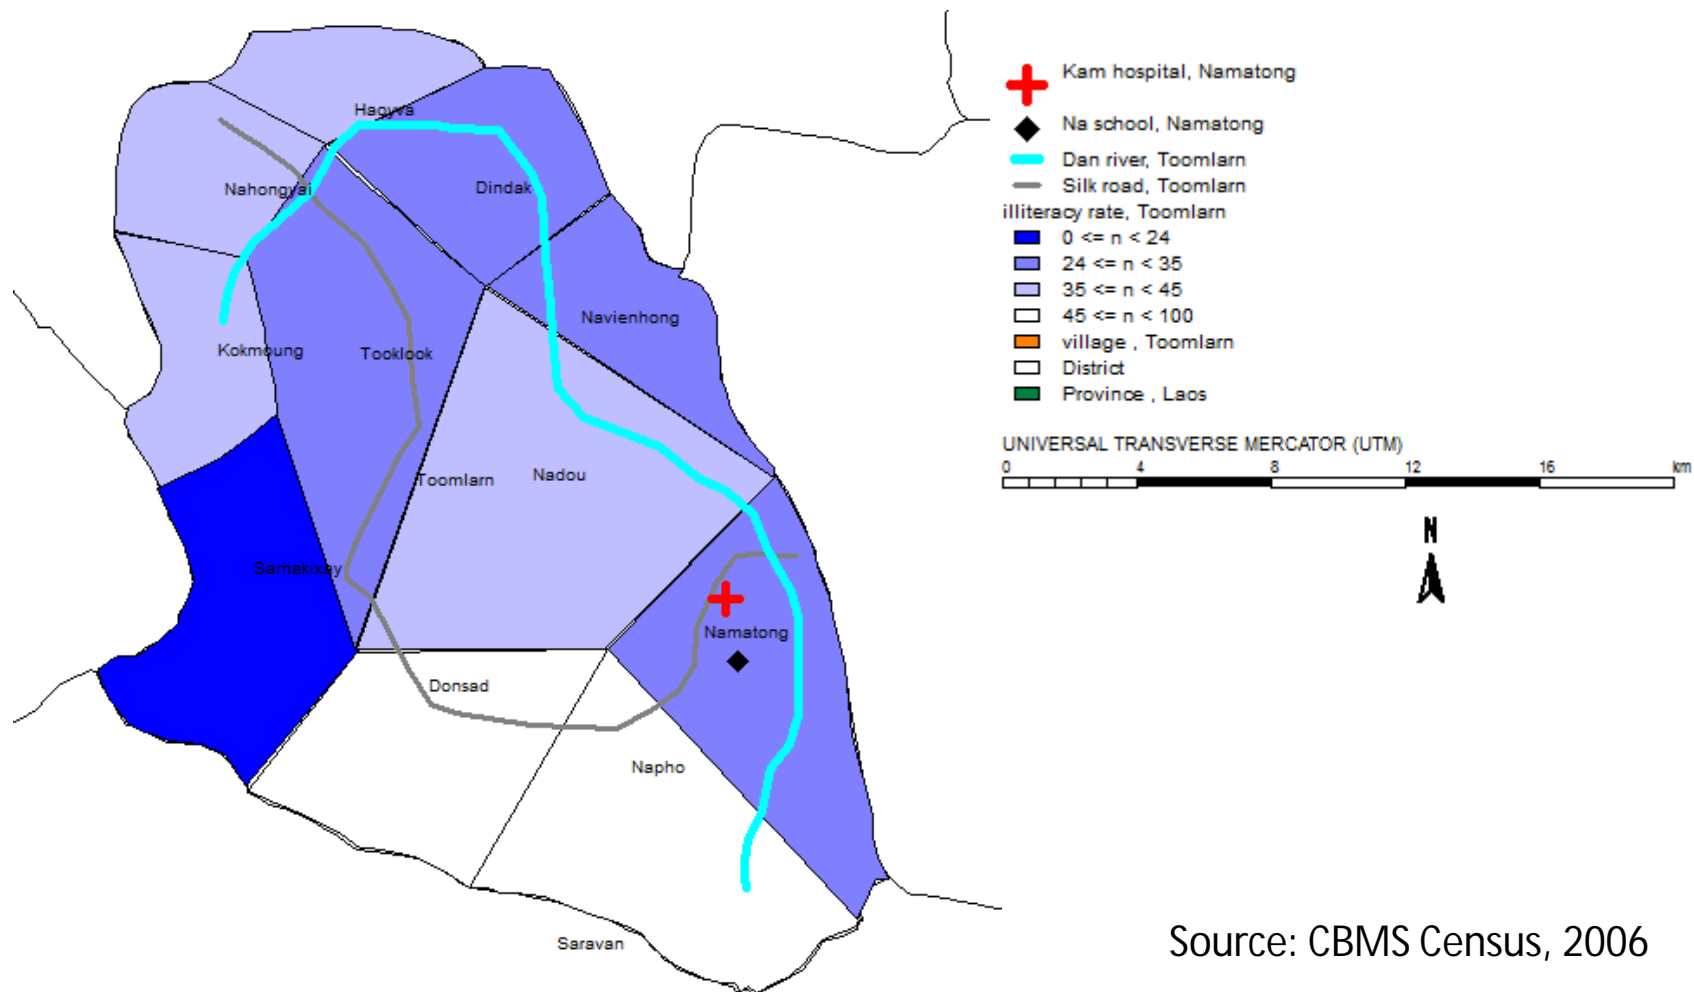 Hagyva
Nahongyai
Dindak
Kokmoung
Tooklook
Navienhong
Toomlarn
Nadou
Samakixay
Namatong
Donsad
Napho
Saravan
Kam hospital, Namatong
Na school, Namatong
Dan river, Toomlarn
Silk road, Toomlarn
illiteracy rate, Toomlarn
0 <= n < 24
24 <= n < 35
35 <= n < 45
45 <= n < 100
village , Toomlarn
District
Province , Laos
UNIVERSAL TRANSVERSE MERCATOR (UTM)
0 4 8 12 16 km
N
Source: CBMS Census, 2006